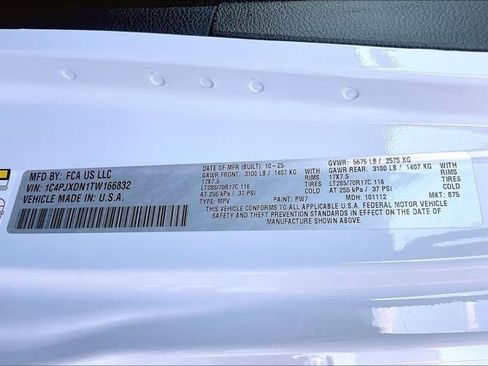 MFD BY: FCA US LLC
VIN: 1C4PJXDN1TW166832
VEHICLE MADE IN: U.S.A.
DATE OF MFR (BUILT): 10-25 GVWR: 5675 LB / 2575 KG
GAWR FRONT: 3100 LB / 1407 KG GAWR REAR: 3100 LB / 1407 KG
17X7.5 RIMS 17X7.5 RIMS
LT285/70R17C 116 TIRES LT285/70R17C 116 TIRES
AT 255 kPa / 37 PSI COLD AT 255 kPa / 37 PSI COLD
TYPE: MPV PAINT: PW7 MDH: 101112 MKT: 875
THIS VEHICLE CONFORMS TO ALL APPLICABLE U.S.A. FEDERAL MOTOR VEHICLE
SAFETY AND THEFT PREVENTION STANDARDS IN EFFECT ON THE DATE OF
MANUFACTURE SHOWN ABOVE.